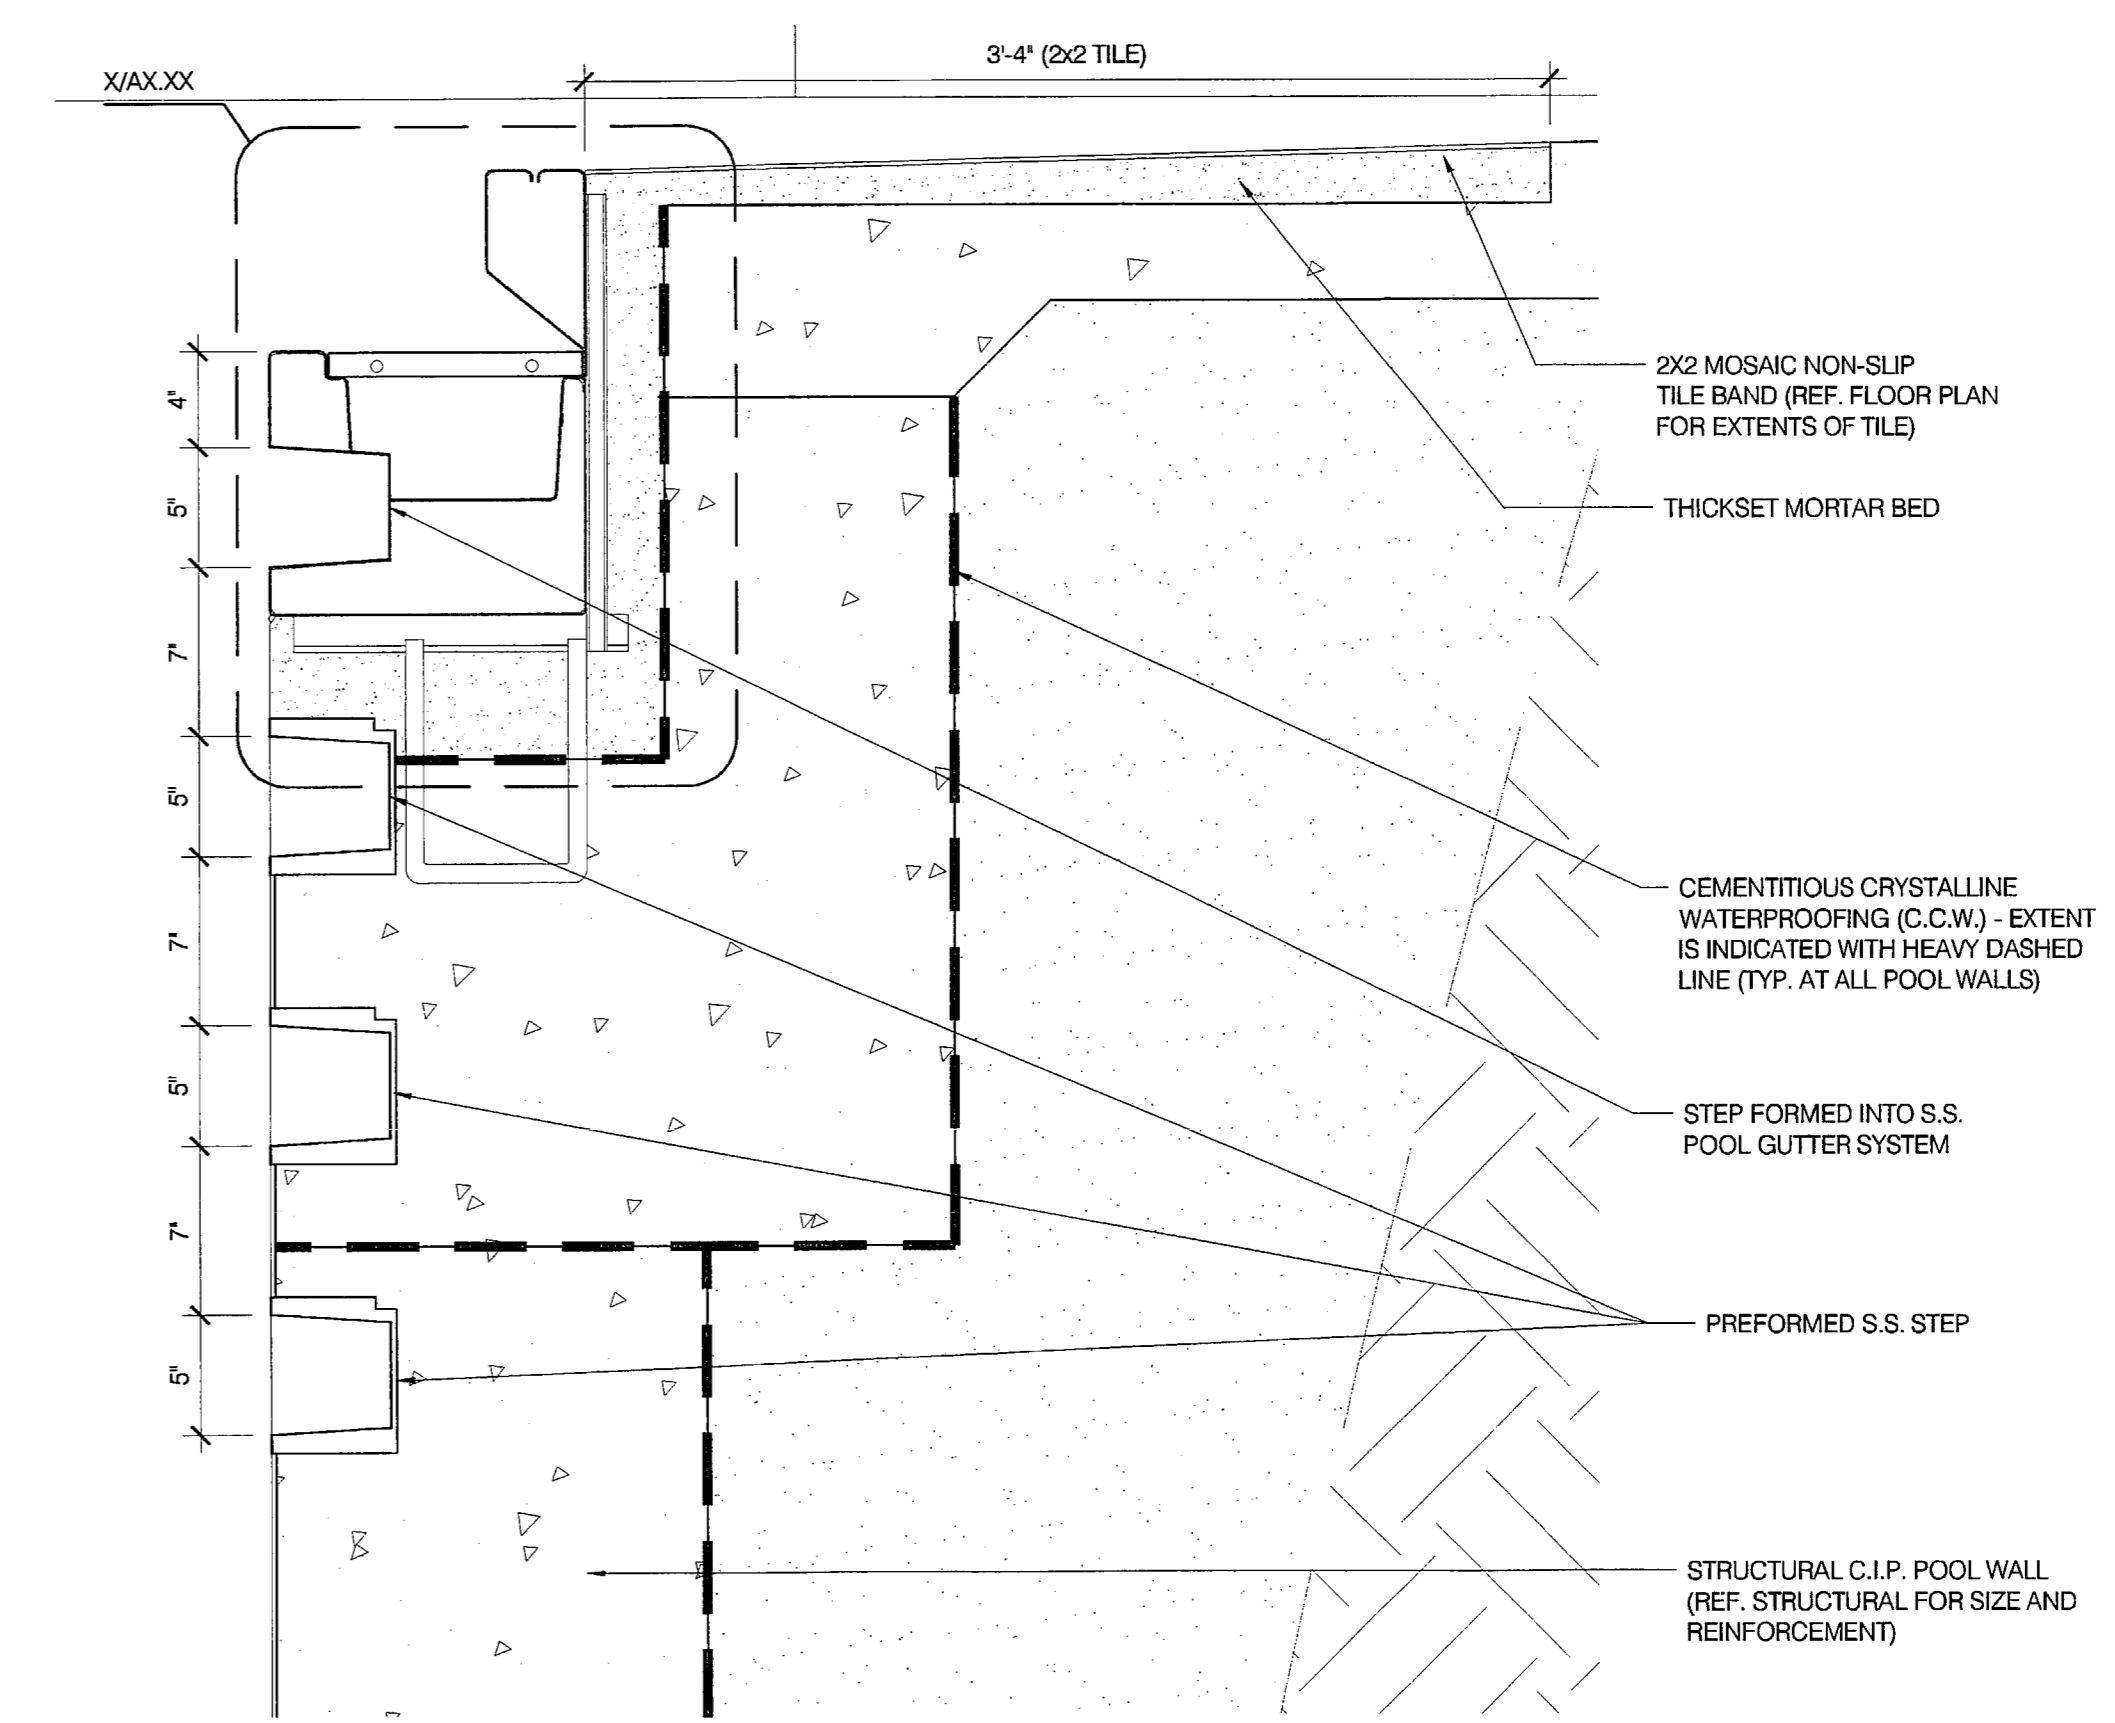 3'-4" (2x2 TILE)
X/AX.XX
2X2 MOSAIC NON-SLIP
TILE BAND (REF. FLOOR PLAN
FOR EXTENTS OF TILE)
4"
5"
THICKSET MORTAR BED
7"
5"
CEMENTITIOUS CRYSTALLINE
WATERPROOFING (C.C.W.) - EXTENT
IS INDICATED WITH HEAVY DASHED
LINE (TYP. AT ALL POOL WALLS)
7"
5"
STEP FORMED INTO S.S.
POOL GUTTER SYSTEM
7"
PREFORMED S.S. STEP
5"
STRUCTURAL C.I.P. POOL WALL
(REF. STRUCTURAL FOR SIZE AND
REINFORCEMENT)